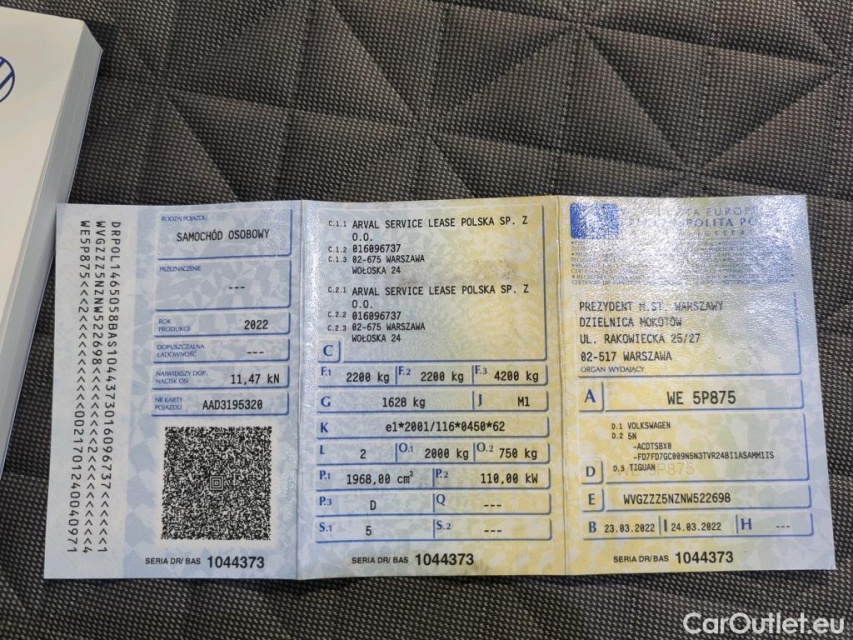 DRPOL1465058BAS1044373016096737<<<<<<1
WVGZZZ5NZNW522698<<<<<<<<<<<<<<<<<<<<4
WE5P875<<<2<<<<<<<<<<<<0021701240040971
RODZAJ POJAZDU
SAMOCHÓD OSOBOWY
PRZEZNACZENIE
---
ROK PRODUKCJI 2022
DOPUSZCZALNA ŁADOWNOŚĆ ---
NAJWIĘKSZY DOP. NACISK OSI 11,47 kN
NR KARTY POJAZDU AAD3195320
SERIA DR/ BAS 1044373
C.1.1 ARVAL SERVICE LEASE POLSKA SP. Z
O.O.
C.1.2 016096737
C.1.3 02-675 WARSZAWA
WOŁOSKA 24
C.2.1 ARVAL SERVICE LEASE POLSKA SP. Z
O.O.
C.2.2 016096737
C.2.3 02-675 WARSZAWA
WOŁOSKA 24
C
F.1 2200 kg F.2 2200 kg F.3 4200 kg
G 1628 kg J M1
K e1*2001/116*0450*62
L 2 O.1 2000 kg O.2 750 kg
P.1 1968,00 cm³ P.2 110,00 kW
P.3 D Q ---
S.1 5 S.2 ---
SERIA DR/ BAS 1044373
PREZYDENT M.ST. WARSZAWY
DZIELNICA MOKOTÓW
UL. RAKOWIECKA 25/27
02-517 WARSZAWA
ORGAN WYDAJĄCY
A WE 5P875
D.1 VOLKSWAGEN
D.2 5N
-ACDTSBX0
-FD7FD7GC009N5N3TVR248I1ASAMM1IS
D D.3 TIGUAN
E WVGZZZ5NZNW522698
B 23.03.2022 I 24.03.2022 H ---
SERIA DR/ BAS 1044373
CarOutlet.eu